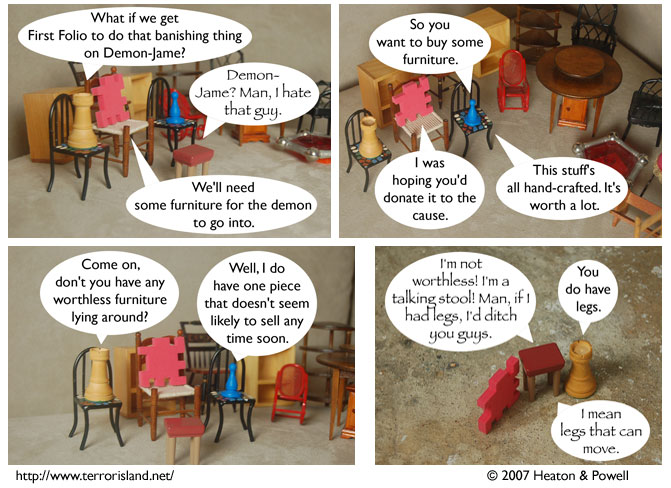 What if we get
First Folio to do that banishing thing
on Demon-Jame?
Demon-
Jame? Man, I hate
that guy.
We'll need
some furniture for the demon
to go into.
So you
want to buy some
furniture.
I was
hoping you'd
donate it to the
cause.
This stuff's
all hand-crafted. It's
worth a lot.
Come on,
don't you have any
worthless furniture
lying around?
Well, I do
have one piece
that doesn't seem
likely to sell any
time soon.
I'm not
worthless! I'm a
talking stool! Man, if I
had legs, I'd ditch
you guys.
You
do have
legs.
I mean
legs that can
move.
http://www.terrorisland.net/
© 2007 Heaton & Powell